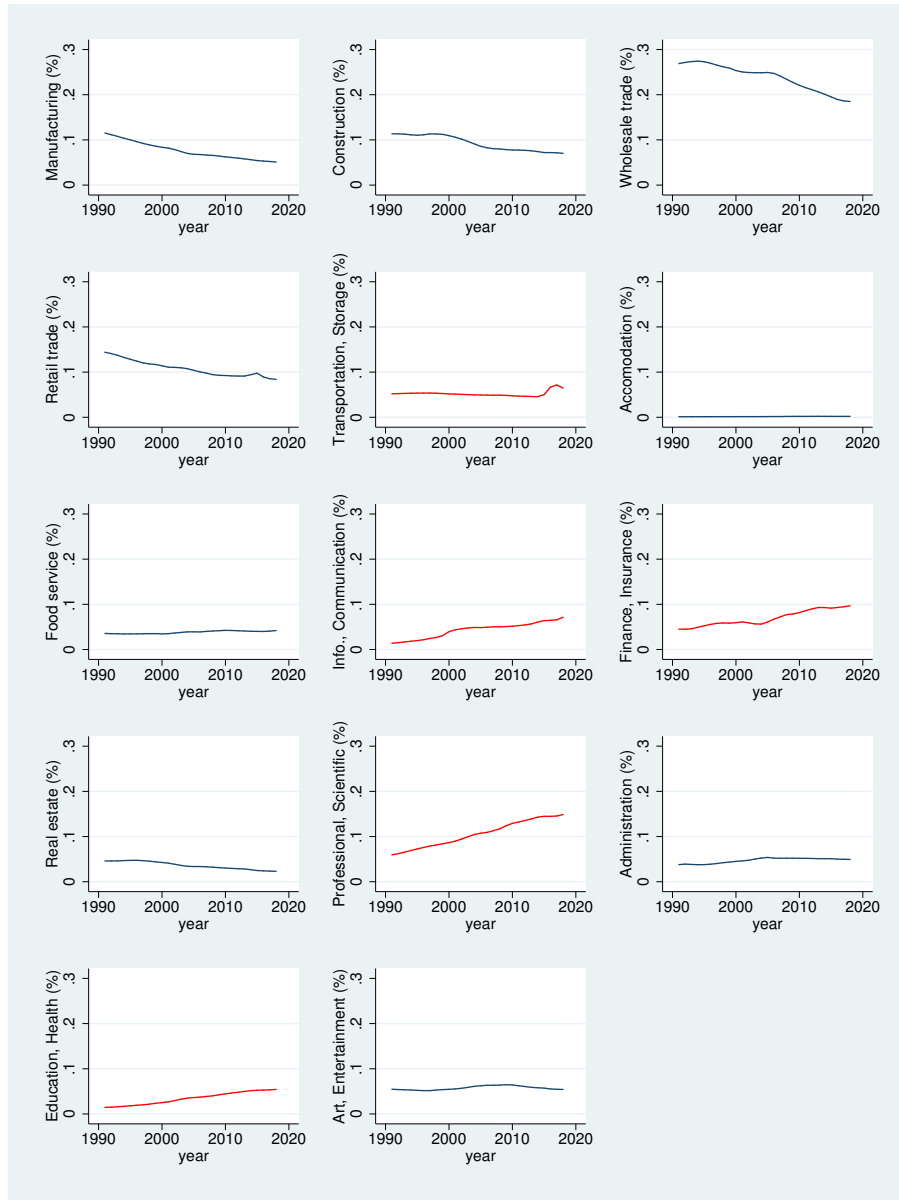 Manufacturing (%)
0 .1 .2 .3
1990 2000 2010 2020
year
Construction (%)
0 .1 .2 .3
1990 2000 2010 2020
year
Wholesale trade (%)
0 .1 .2 .3
1990 2000 2010 2020
year
Retail trade (%)
0 .1 .2 .3
1990 2000 2010 2020
year
Transportation, Storage (%)
0 .1 .2 .3
1990 2000 2010 2020
year
Accomodation (%)
0 .1 .2 .3
1990 2000 2010 2020
year
Food service (%)
0 .1 .2 .3
1990 2000 2010 2020
year
Info., Communication (%)
0 .1 .2 .3
1990 2000 2010 2020
year
Finance, Insurance (%)
0 .1 .2 .3
1990 2000 2010 2020
year
Real estate (%)
0 .1 .2 .3
1990 2000 2010 2020
year
Professional, Scientific (%)
0 .1 .2 .3
1990 2000 2010 2020
year
Administration (%)
0 .1 .2 .3
1990 2000 2010 2020
year
Education, Health (%)
0 .1 .2 .3
1990 2000 2010 2020
year
Art, Entertainment (%)
0 .1 .2 .3
1990 2000 2010 2020
year